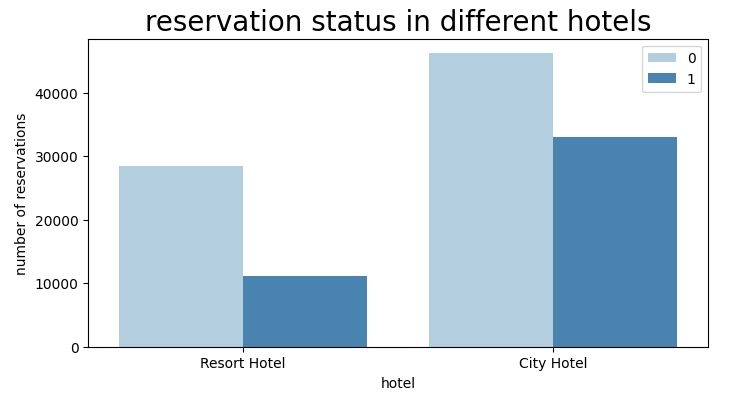 reservation status in different hotels
0
1
40000
30000
20000
10000
0
number of reservations
Resort Hotel
City Hotel
hotel